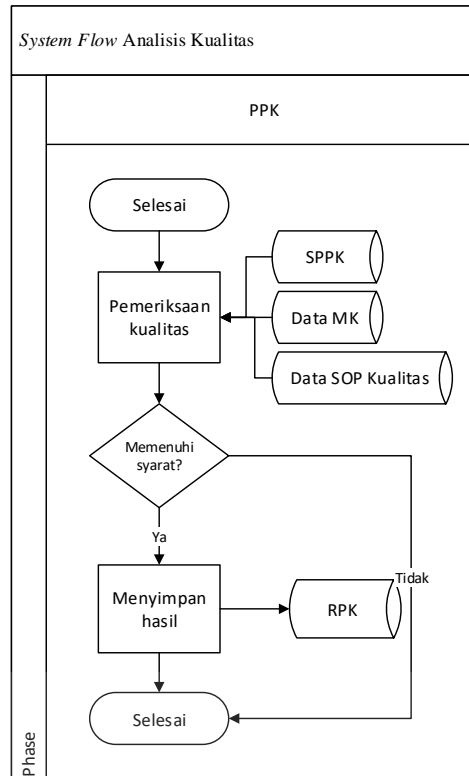 System Flow Analisis Kualitas
PPK
Selesai
SPPK
Pemeriksaan
kualitas
Data MK
Data SOP Kualitas
Memenuhi
syarat?
Ya
Tidak
Menyimpan
hasil
RPK
Selesai
Phase